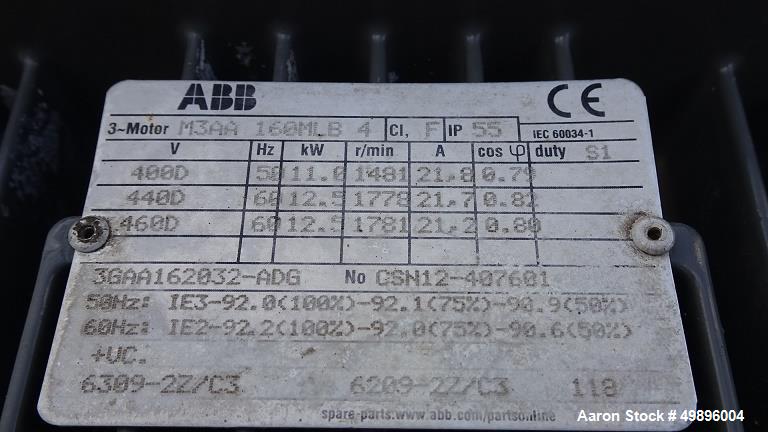 ABB CE
3~Motor M3AA 160MLB 4 Cl, F IP 55 IEC 60034-1
V Hz kW r/min A cos φ duty S1
400D 50 11.0 1481 21,8 0.79
440D 60 12.5 1778 21,7 0.82
460D 60 12.5 1781 21,2 0.80
3GAA162032-ADG No CSN12-407601
50Hz: IE3-92.0(100%)-92.1(75%)-90.9(50%)
60Hz: IE2-92.2(100%)-92.0(75%)-90.6(50%)
+VC.
6309-2Z/C3 6209-2Z/C3 118
spare-parts:www.abb.com/partsonline
Aaron Stock # 49896004